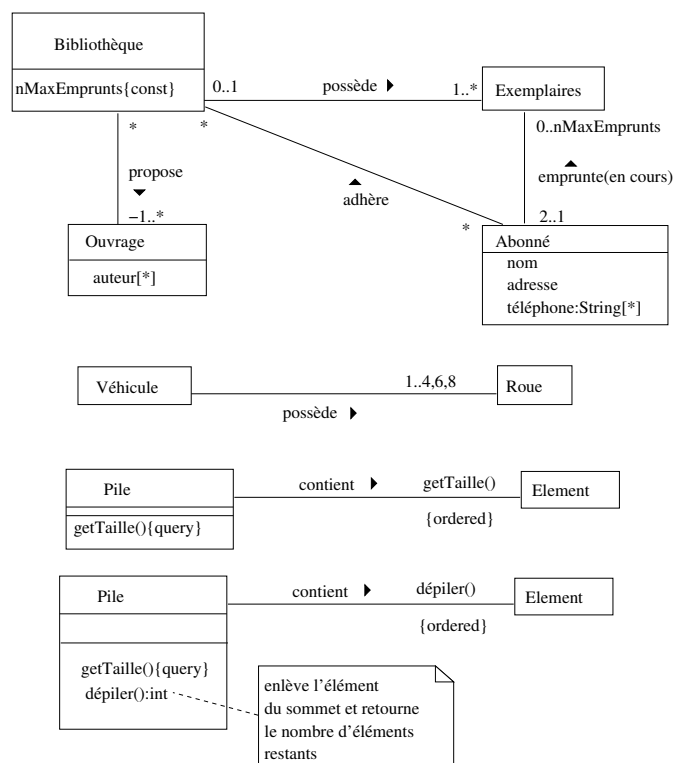 Bibliothèque
nMaxEmprunts{const}
0..1
possède
1..*
Exemplaires
*
*
0..nMaxEmprunts
propose
emprunte(en cours)
adhère
−1..*
2..1
*
Ouvrage
auteur[*]
Abonné
nom
adresse
téléphone:String[*]
Véhicule
1..4,6,8
Roue
possède
Pile
contient
getTaille()
Element
getTaille(){query}
{ordered}
Pile
contient
dépiler()
Element
{ordered}
getTaille(){query}
dépiler():int
enlève l’élément
du sommet et retourne
le nombre d’éléments
restants